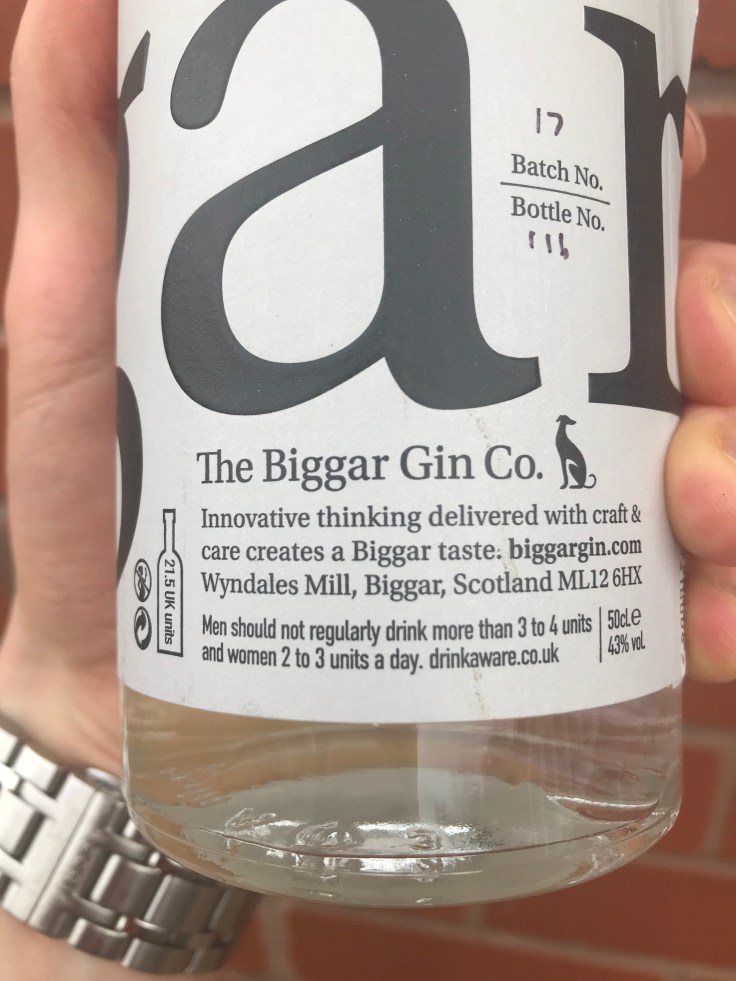 ar
17
Batch No.
Bottle No.
116
The Biggar Gin Co.
Innovative thinking delivered with craft &
care creates a Biggar taste. biggargin.com
Wyndales Mill, Biggar, Scotland ML12 6HX
21.5 UK units
Men should not regularly drink more than 3 to 4 units
and women 2 to 3 units a day. drinkaware.co.uk
50cl e
43% vol.